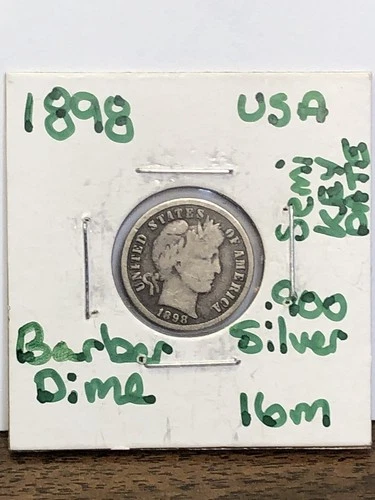 1898
USA
Semi
KEY
DATE
UNITED STATES OF AMERICA
1898
.900
Silver
Barber
Dime
16m